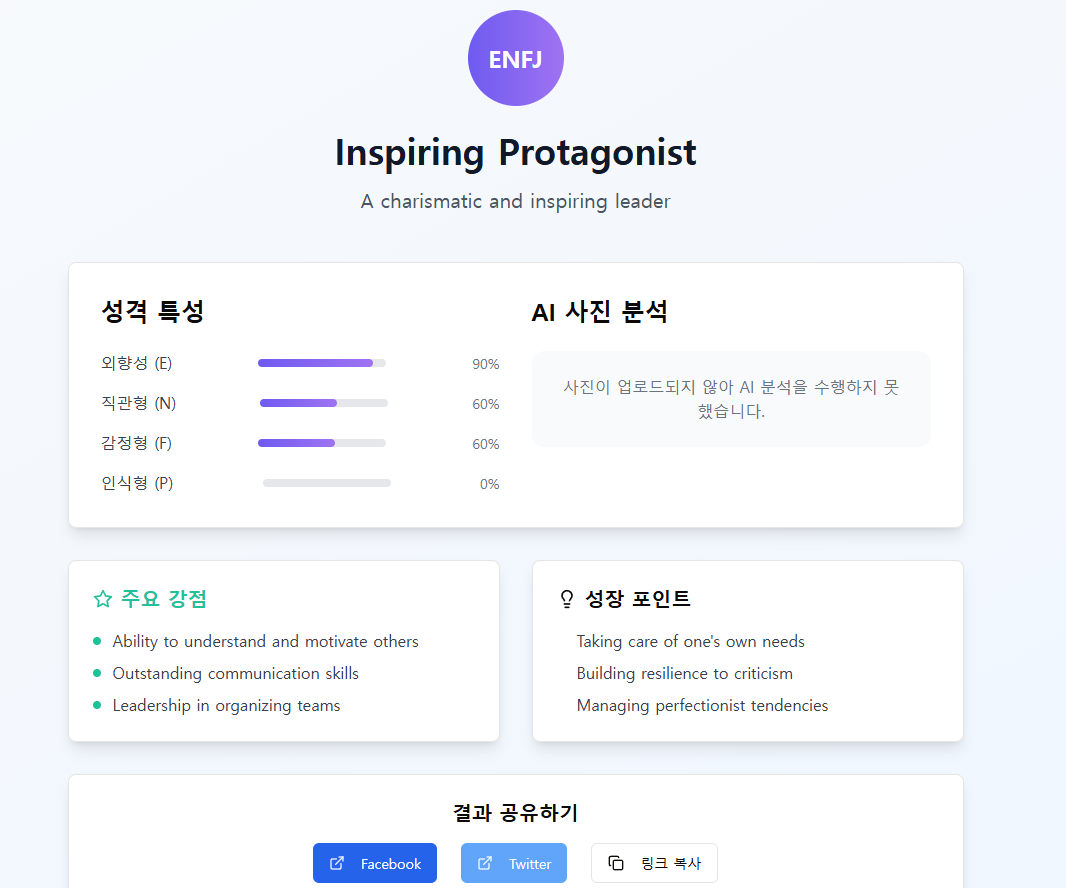 ENFJ
Inspiring Protagonist
A charismatic and inspiring leader
성격 특성
외향성 (E) 90%
직관형 (N) 60%
감정형 (F) 60%
인식형 (P) 0%
AI 사진 분석
사진이 업로드되지 않아 AI 분석을 수행하지 못
했습니다.
주요 강점
Ability to understand and motivate others
Outstanding communication skills
Leadership in organizing teams
성장 포인트
Taking care of one's own needs
Building resilience to criticism
Managing perfectionist tendencies
결과 공유하기
Facebook Twitter 링크 복사